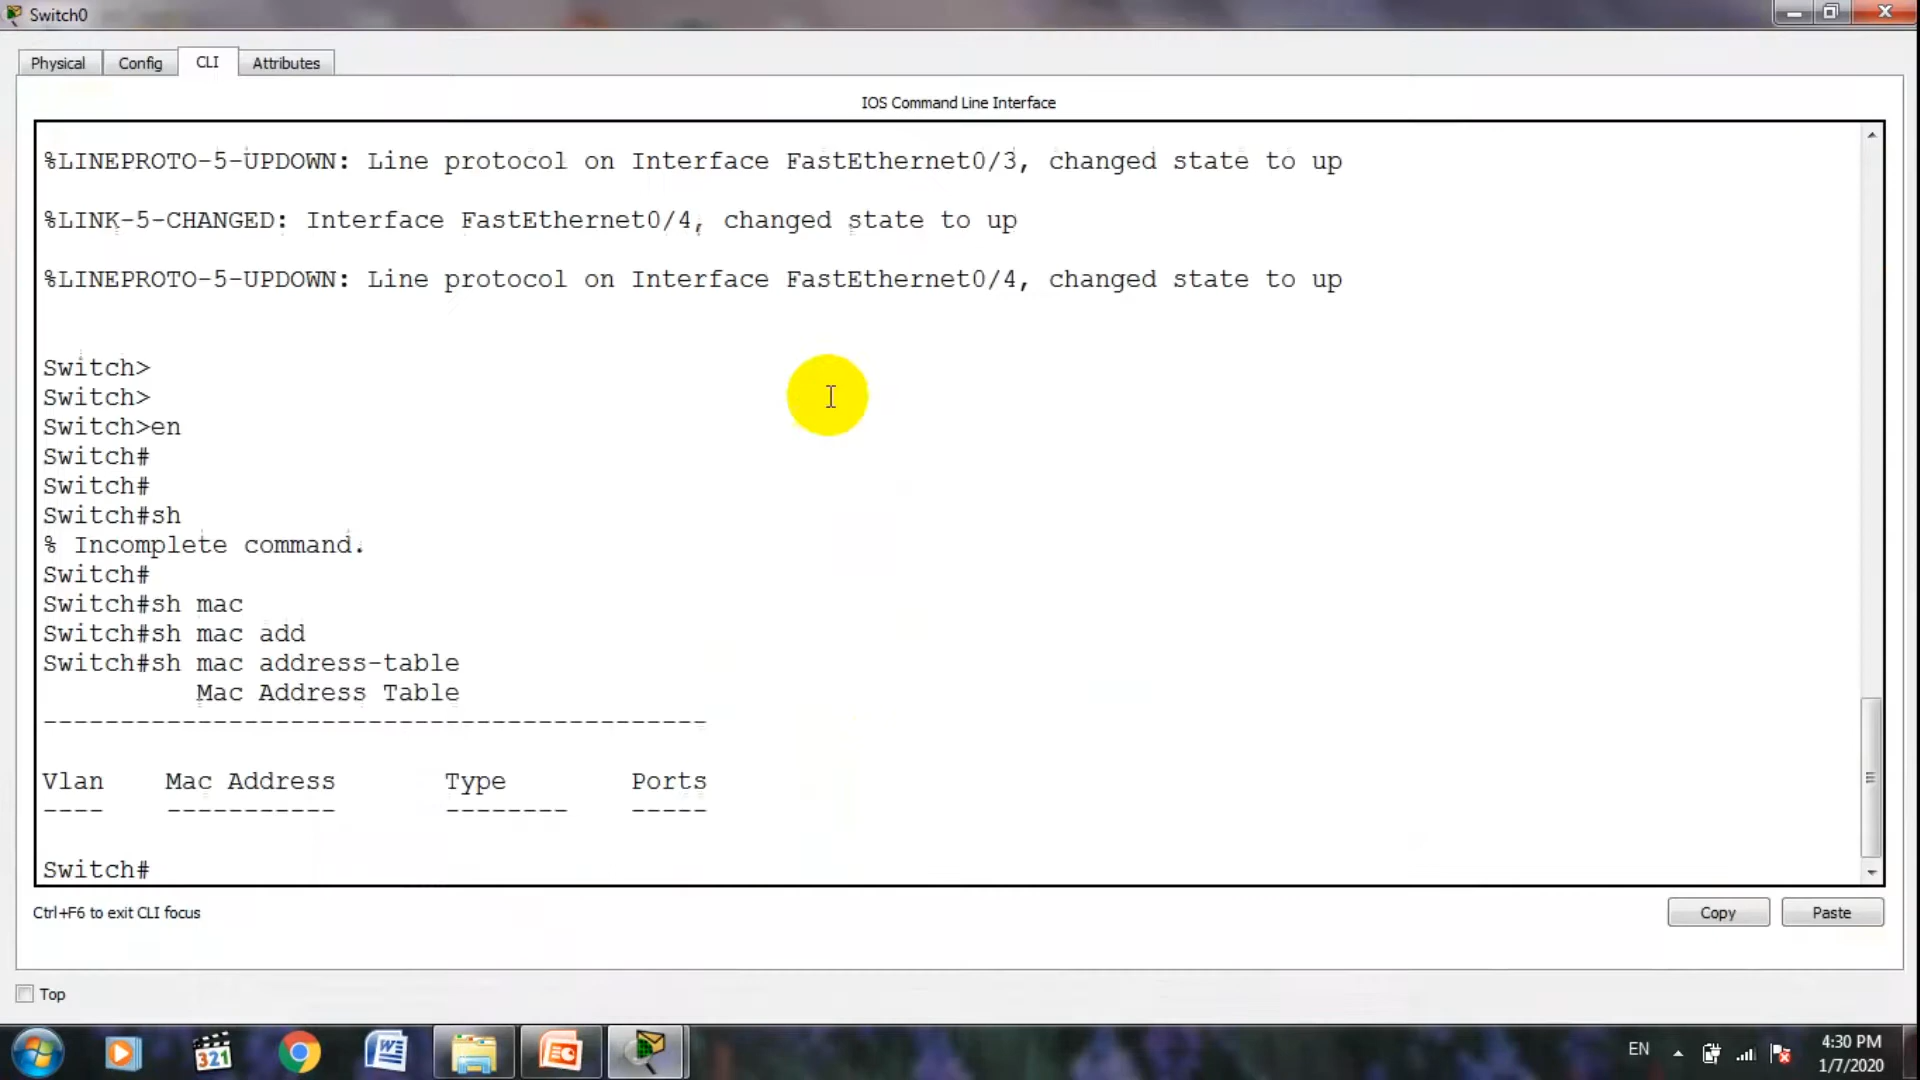 Switch0
Physical
Config
CLI
Attributes
IOS Command Line Interface
%LINEPROTO-5-UPDOWN: Line protocol on Interface FastEthernet0/3, changed state to up
%LINK-5-CHANGED: Interface FastEthernet0/4, changed state to up
%LINEPROTO-5-UPDOWN: Line protocol on Interface FastEthernet0/4, changed state to up
Switch>
Switch>
Switch>en
Switch#
Switch#
Switch#sh
% Incomplete command.
Switch#
Switch#sh mac
Switch#sh mac add
Switch#sh mac address-table
Mac Address Table
-------------------------------------------
Vlan Mac Address Type Ports
---- ----------- -------- -----
Switch#
Ctrl+F6 to exit CLI focus
Copy
Paste
Top
321
EN
4:30 PM
1/7/2020